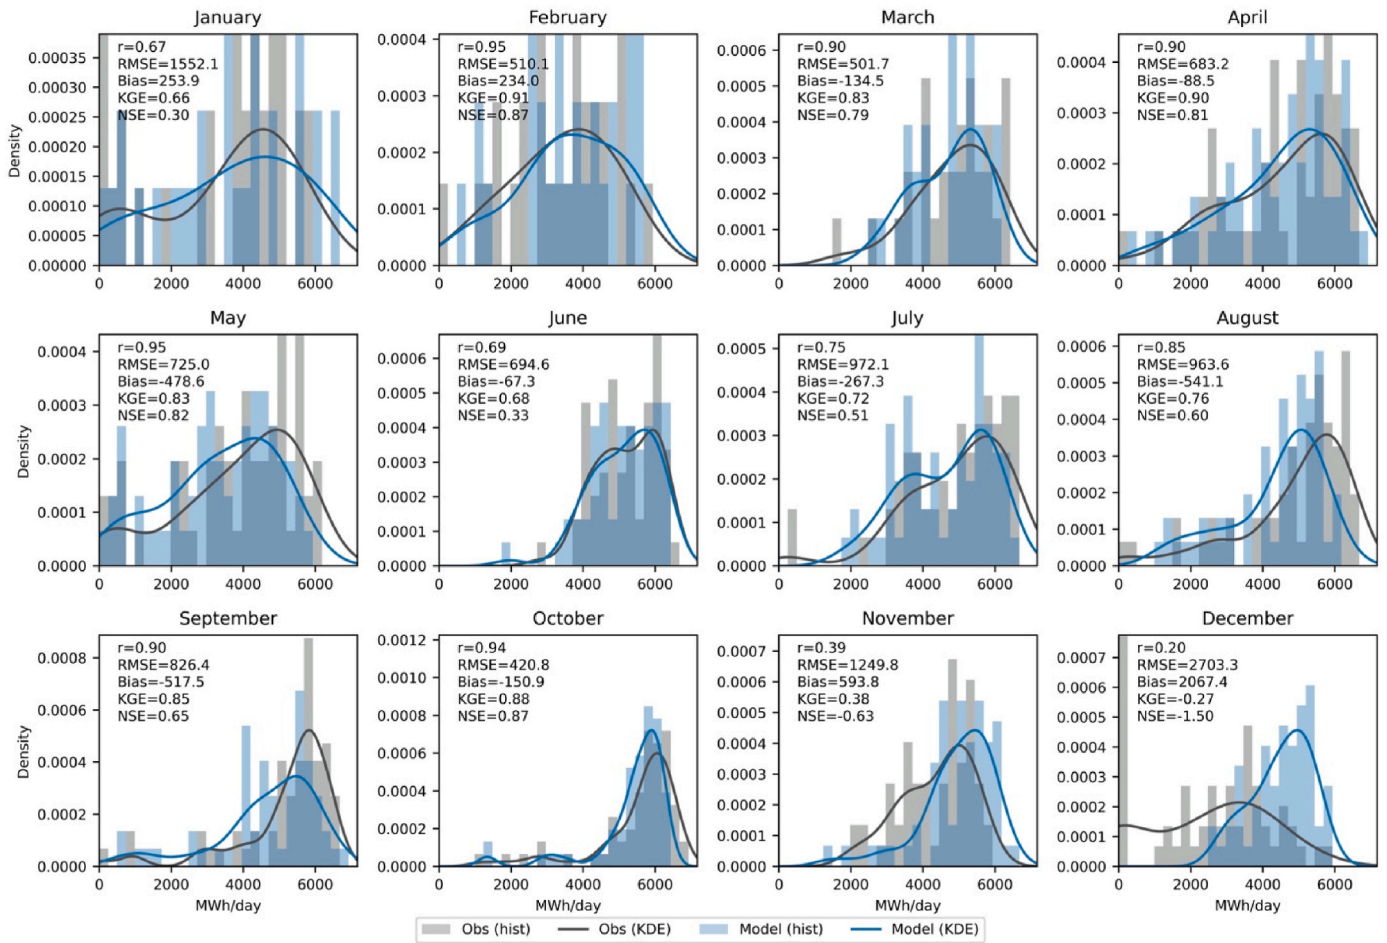 January
r=0.67
RMSE=1552.1
Bias=253.9
KGE=0.66
NSE=0.30
0.00035
0.00030
0.00025
0.00020
0.00015
0.00010
0.00005
0.00000
Density
0 2000 4000 6000
February
r=0.95
RMSE=510.1
Bias=234.0
KGE=0.91
NSE=0.87
0.0004
0.0003
0.0002
0.0001
0.0000
0 2000 4000 6000
March
r=0.90
RMSE=501.7
Bias=-134.5
KGE=0.83
NSE=0.79
0.0006
0.0005
0.0004
0.0003
0.0002
0.0001
0.0000
0 2000 4000 6000
April
r=0.90
RMSE=683.2
Bias=-88.5
KGE=0.90
NSE=0.81
0.0004
0.0003
0.0002
0.0001
0.0000
0 2000 4000 6000
May
r=0.95
RMSE=725.0
Bias=-478.6
KGE=0.83
NSE=0.82
0.0004
0.0003
0.0002
0.0001
0.0000
Density
0 2000 4000 6000
June
r=0.69
RMSE=694.6
Bias=-67.3
KGE=0.68
NSE=0.33
0.0006
0.0005
0.0004
0.0003
0.0002
0.0001
0.0000
0 2000 4000 6000
July
r=0.75
RMSE=972.1
Bias=-267.3
KGE=0.72
NSE=0.51
0.0005
0.0004
0.0003
0.0002
0.0001
0.0000
0 2000 4000 6000
August
r=0.85
RMSE=963.6
Bias=-541.1
KGE=0.76
NSE=0.60
0.0006
0.0005
0.0004
0.0003
0.0002
0.0001
0.0000
0 2000 4000 6000
September
r=0.90
RMSE=826.4
Bias=-517.5
KGE=0.85
NSE=0.65
0.0008
0.0006
0.0004
0.0002
0.0000
Density
0 2000 4000 6000
MWh/day
October
r=0.94
RMSE=420.8
Bias=-150.9
KGE=0.88
NSE=0.87
0.0012
0.0010
0.0008
0.0006
0.0004
0.0002
0.0000
0 2000 4000 6000
MWh/day
November
r=0.39
RMSE=1249.8
Bias=593.8
KGE=0.38
NSE=-0.63
0.0007
0.0006
0.0005
0.0004
0.0003
0.0002
0.0001
0.0000
0 2000 4000 6000
MWh/day
December
r=0.20
RMSE=2703.3
Bias=2067.4
KGE=-0.27
NSE=-1.50
0.0007
0.0006
0.0005
0.0004
0.0003
0.0002
0.0001
0.0000
0 2000 4000 6000
MWh/day
Obs (hist) Obs (KDE) Model (hist) Model (KDE)